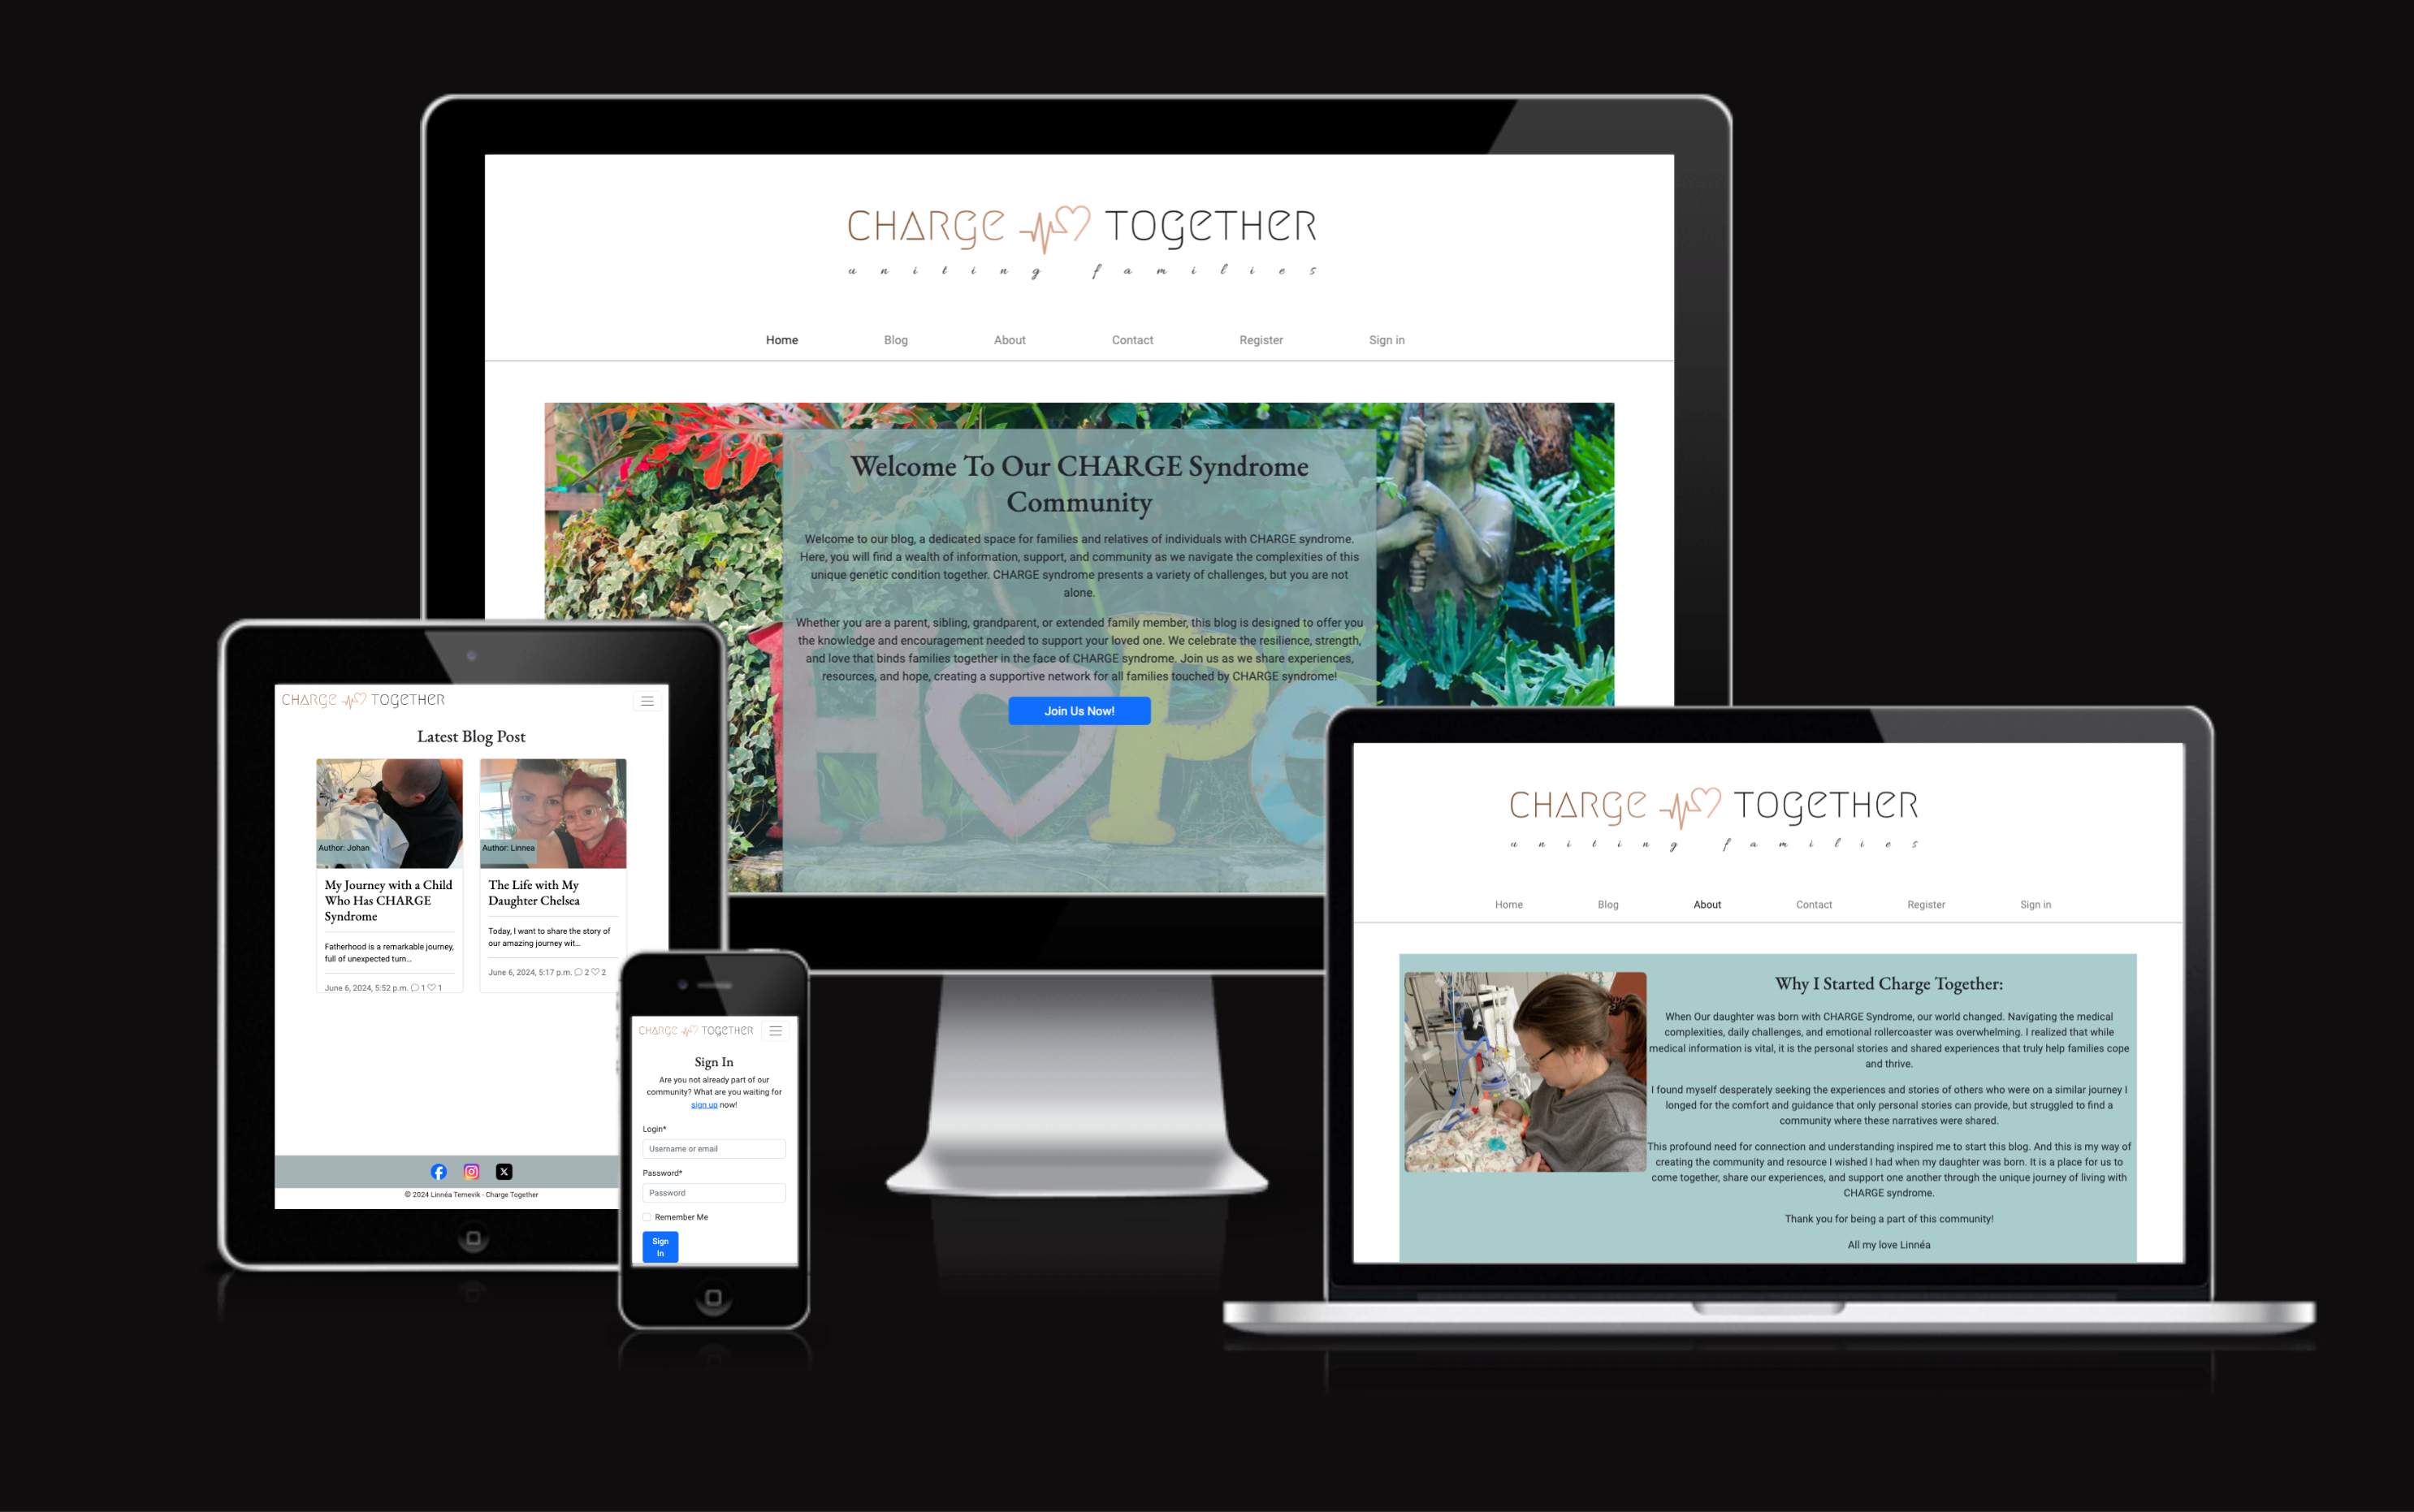 CHARGE TOGETHER
uniting families
Home Blog About Contact Register Sign in
Welcome To Our CHARGE Syndrome
Community
Welcome to our blog, a dedicated space for families and relatives of individuals with CHARGE syndrome.
Here, you will find a wealth of information, support, and community as we navigate the complexities of this
unique genetic condition together. CHARGE syndrome presents a variety of challenges, but you are not
alone.
Whether you are a parent, sibling, grandparent, or extended family member, this blog is designed to offer you
the knowledge and encouragement needed to support your loved one. We celebrate the resilience, strength,
and love that binds families together in the face of CHARGE syndrome. Join us as we share experiences,
resources, and hope, creating a supportive network for all families touched by CHARGE syndrome!
Join Us Now!
HOPE
CHARGE TOGETHER
Latest Blog Post
Author: Johan
My Journey with a Child
Who Has CHARGE
Syndrome
Fatherhood is a remarkable journey,
full of unexpected turn...
June 6, 2024, 5:52 p.m. 1 1
Author: Linnea
The Life with My
Daughter Chelsea
Today, I want to share the story of
our amazing journey wit...
June 6, 2024, 5:17 p.m. 2 2
© 2024 Linnéa Ternevik - Charge Together
CHARGE TOGETHER
Sign In
Are you not already part of our
community? What are you waiting for
sign up now!
Login*
Username or email
Password*
Password
Remember Me
Sign
In
CHARGE TOGETHER
uniting families
Home Blog About Contact Register Sign in
Why I Started Charge Together:
When Our daughter was born with CHARGE Syndrome, our world changed. Navigating the medical
complexities, daily challenges, and emotional rollercoaster was overwhelming. I realized that while
medical information is vital, it is the personal stories and shared experiences that truly help families cope
and thrive.
I found myself desperately seeking the experiences and stories of others who were on a similar journey I
longed for the comfort and guidance that only personal stories can provide, but struggled to find a
community where these narratives were shared.
This profound need for connection and understanding inspired me to start this blog. And this is my way of
creating the community and resource I wished I had when my daughter was born. It is a place for us to
come together, share our experiences, and support one another through the unique journey of living with
CHARGE syndrome.
Thank you for being a part of this community!
All my love Linnéa